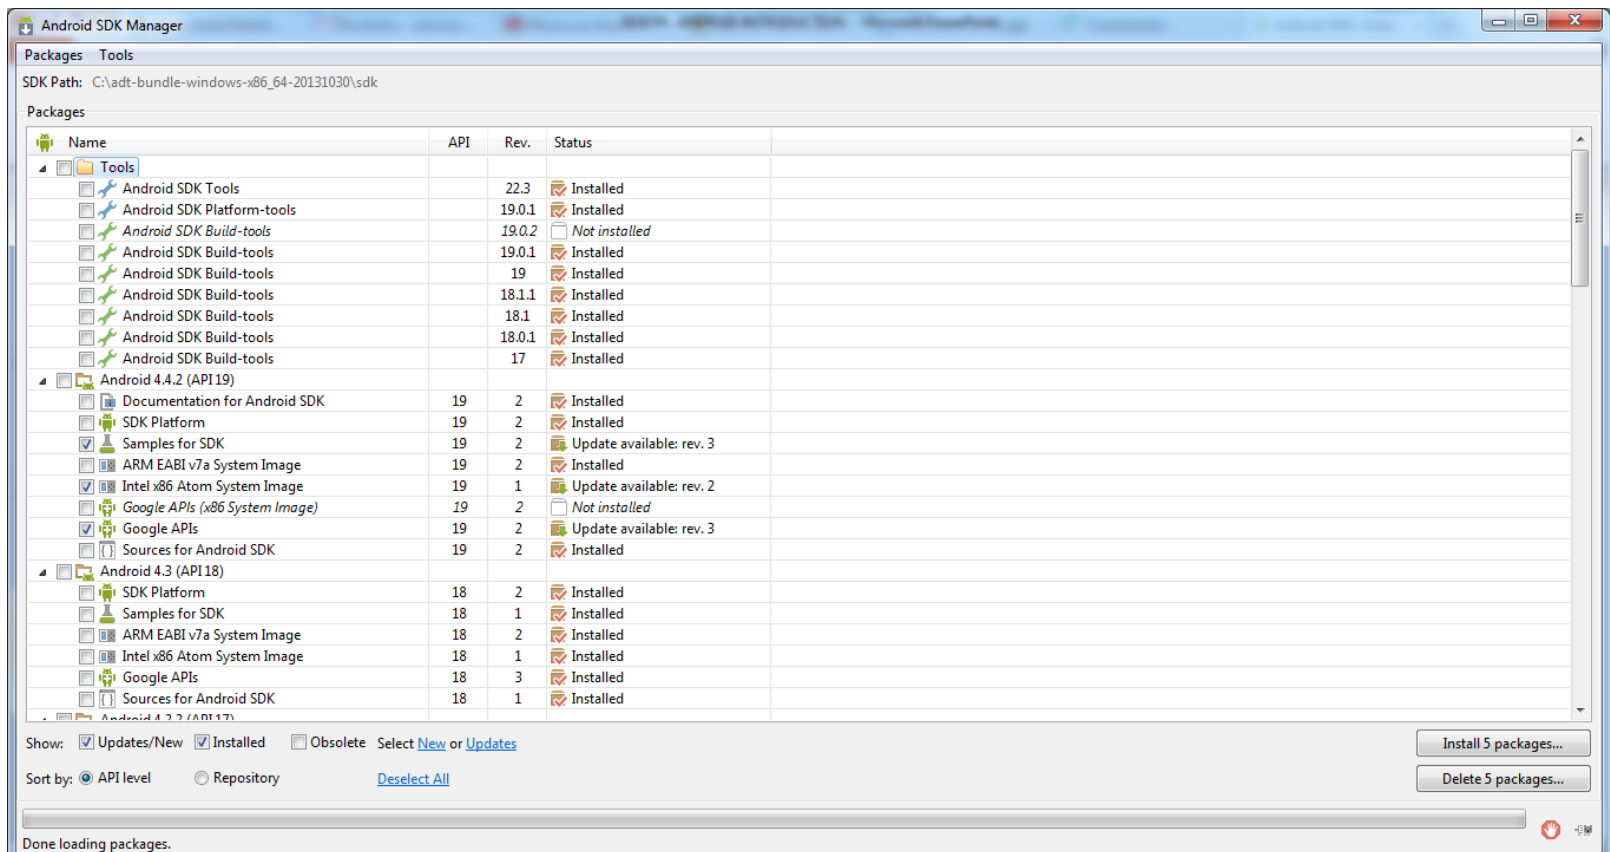 Android SDK Manager
Packages Tools
SDK Path: C:\adt-bundle-windows-x86_64-20131030\sdk
Packages
Name API Rev. Status
Tools
Android SDK Tools 22.3 Installed
Android SDK Platform-tools 19.0.1 Installed
Android SDK Build-tools 19.0.2 Not installed
Android SDK Build-tools 19.0.1 Installed
Android SDK Build-tools 19 Installed
Android SDK Build-tools 18.1.1 Installed
Android SDK Build-tools 18.1 Installed
Android SDK Build-tools 18.0.1 Installed
Android SDK Build-tools 17 Installed
Android 4.4.2 (API 19)
Documentation for Android SDK 19 2 Installed
SDK Platform 19 2 Installed
Samples for SDK 19 2 Update available: rev. 3
ARM EABI v7a System Image 19 2 Installed
Intel x86 Atom System Image 19 1 Update available: rev. 2
Google APIs (x86 System Image) 19 2 Not installed
Google APIs 19 2 Update available: rev. 3
Sources for Android SDK 19 2 Installed
Android 4.3 (API 18)
SDK Platform 18 2 Installed
Samples for SDK 18 1 Installed
ARM EABI v7a System Image 18 2 Installed
Intel x86 Atom System Image 18 1 Installed
Google APIs 18 3 Installed
Sources for Android SDK 18 1 Installed
Android 4.2.2 (API 17)
Show: Updates/New Installed Obsolete Select New or Updates Install 5 packages...
Sort by: API level Repository Deselect All Delete 5 packages...
Done loading packages.